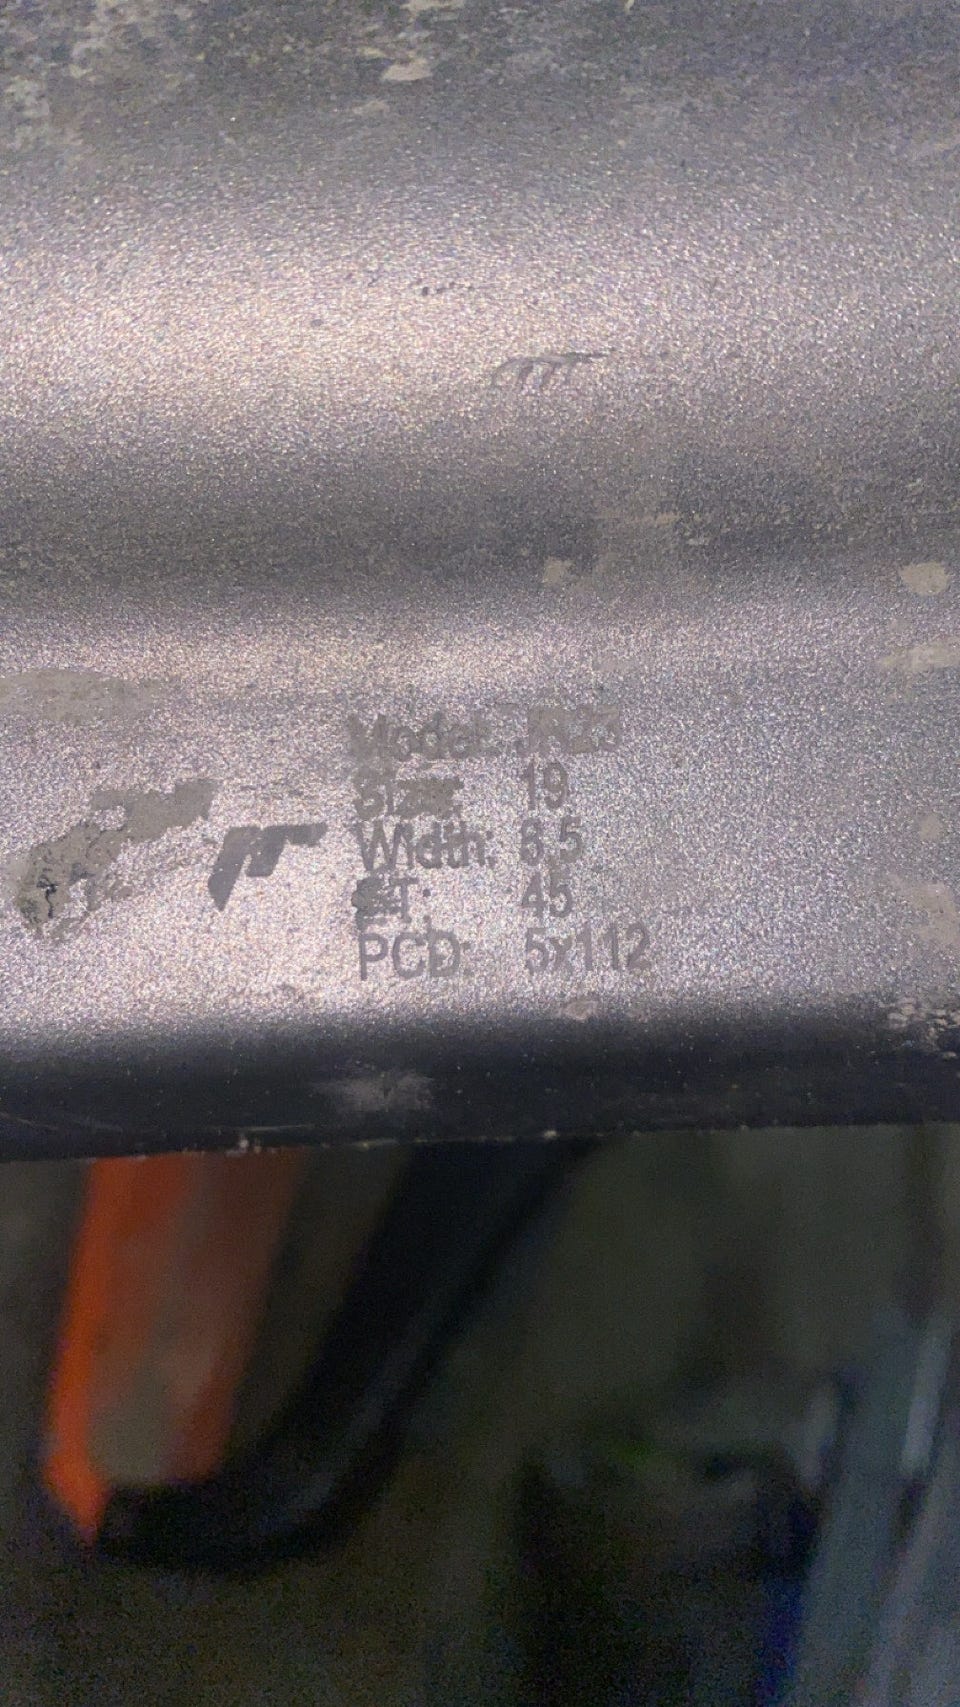 Model: JR23
Size: 19
Width: 8.5
ET: 45
PCD: 5x112